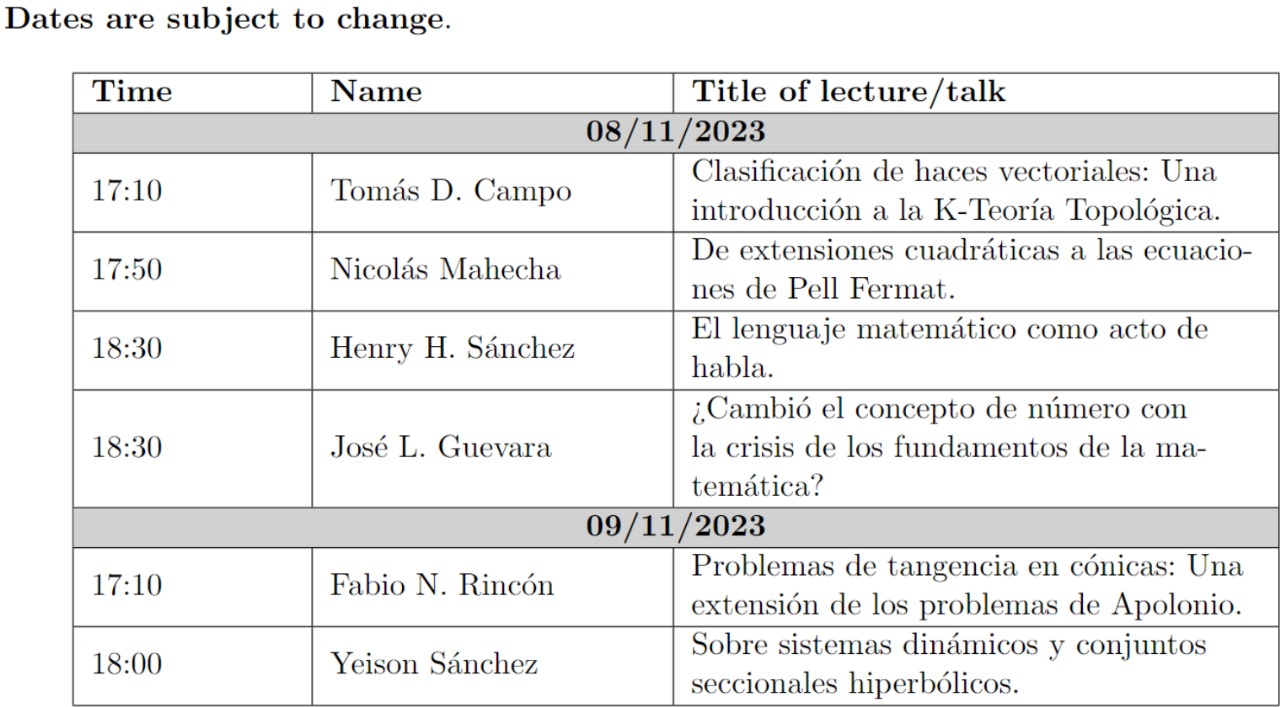 Dates are subject to change.
Time Name Title of lecture/talk
08/11/2023
17:10 Tomás D. Campo Clasificación de haces vectoriales: Una
introducción a la K-Teoría Topológica.
17:50 Nicolás Mahecha De extensiones cuadráticas a las ecuacio-
nes de Pell Fermat.
18:30 Henry H. Sánchez El lenguaje matemático como acto de
habla.
18:30 José L. Guevara ¿Cambió el concepto de número con
la crisis de los fundamentos de la ma-
temática?
09/11/2023
17:10 Fabio N. Rincón Problemas de tangencia en cónicas: Una
extensión de los problemas de Apolonio.
18:00 Yeison Sánchez Sobre sistemas dinámicos y conjuntos
seccionales hiperbólicos.